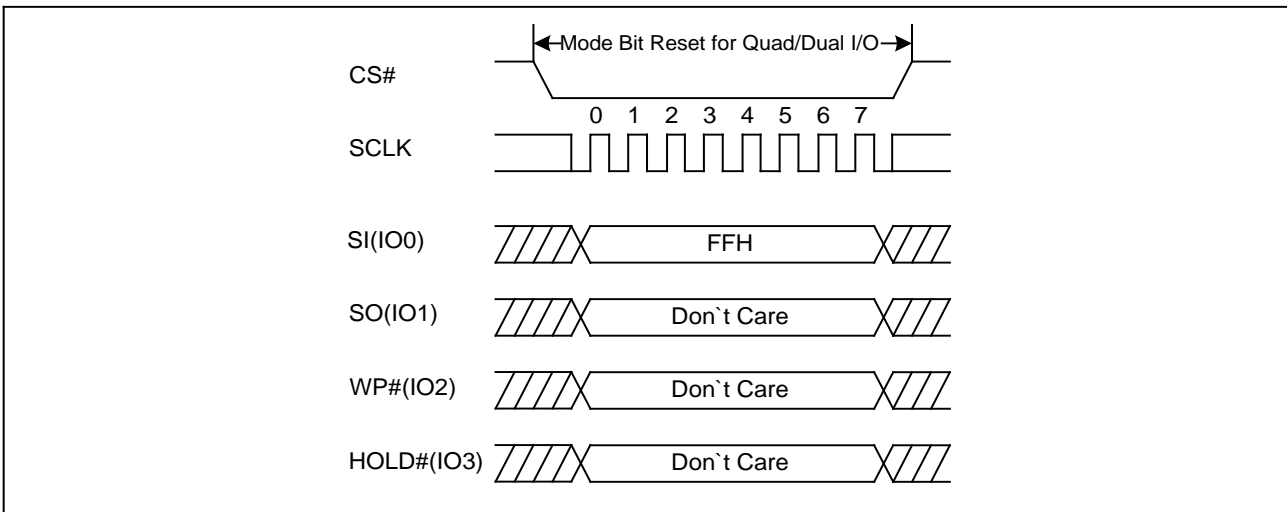 Mode Bit Reset for Quad/Dual I/O
CS#
0 1 2 3 4 5 6 7
SCLK
SI(IO0) FFH
SO(IO1) Don`t Care
WP#(IO2) Don`t Care
HOLD#(IO3) Don`t Care